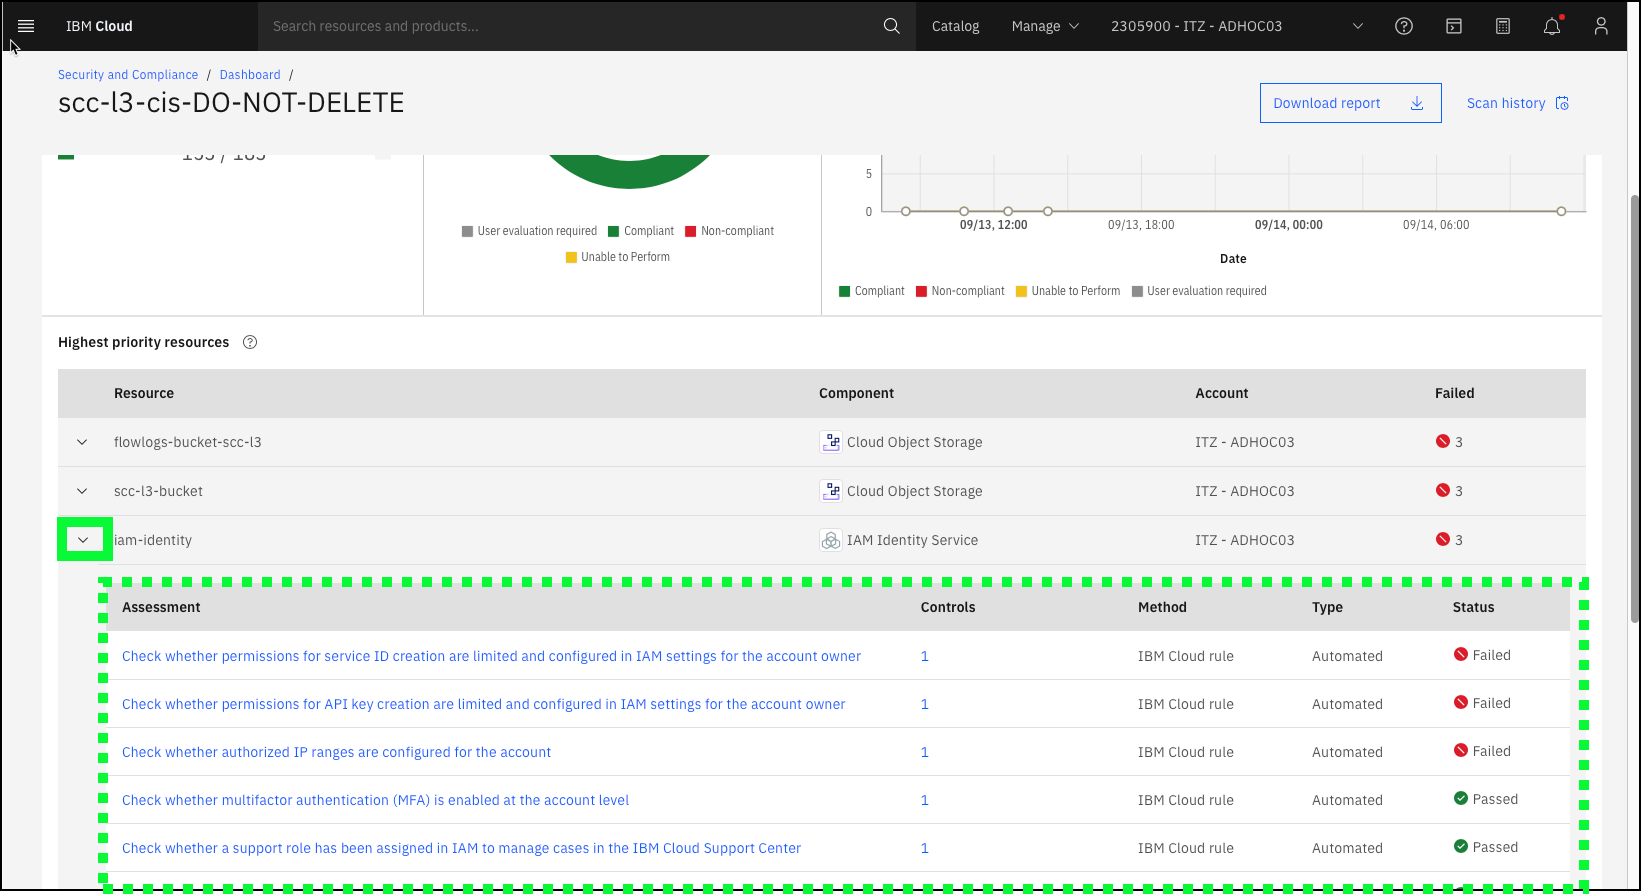 IBM Cloud
Search resources and products...
Catalog
Manage
2305900 - ITZ - ADHOC03
Security and Compliance / Dashboard /
scc-l3-cis-DO-NOT-DELETE
Download report
Scan history
User evaluation required
Compliant
Non-compliant
Unable to Perform
5
0
09/13, 12:00
09/13, 18:00
09/14, 00:00
09/14, 06:00
Date
Compliant
Non-compliant
Unable to Perform
User evaluation required
Highest priority resources
Resource Component Account Failed
flowlogs-bucket-scc-l3 Cloud Object Storage ITZ - ADHOC03 3
scc-l3-bucket Cloud Object Storage ITZ - ADHOC03 3
iam-identity IAM Identity Service ITZ - ADHOC03 3
Assessment Controls Method Type Status
Check whether permissions for service ID creation are limited and configured in IAM settings for the account owner 1 IBM Cloud rule Automated Failed
Check whether permissions for API key creation are limited and configured in IAM settings for the account owner 1 IBM Cloud rule Automated Failed
Check whether authorized IP ranges are configured for the account 1 IBM Cloud rule Automated Failed
Check whether multifactor authentication (MFA) is enabled at the account level 1 IBM Cloud rule Automated Passed
Check whether a support role has been assigned in IAM to manage cases in the IBM Cloud Support Center 1 IBM Cloud rule Automated Passed